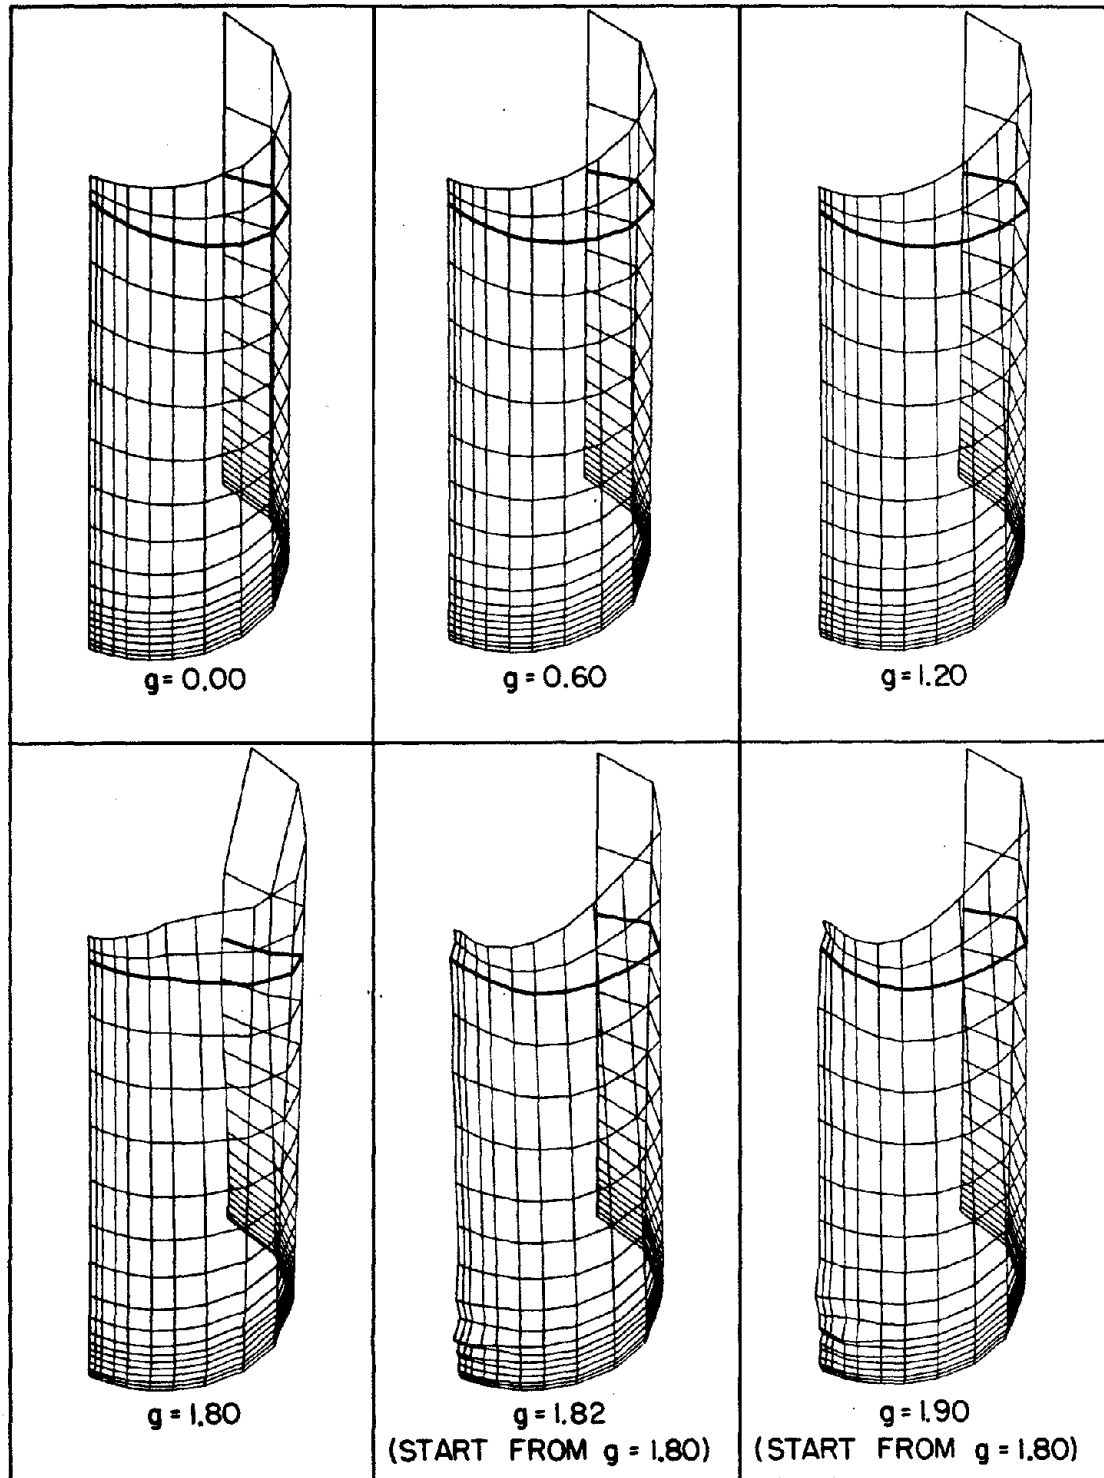 g = 0.00
g = 0.60
g = 1.20
g = 1.80
g = 1.82
(START FROM g = 1.80)
g = 1.90
(START FROM g = 1.80)